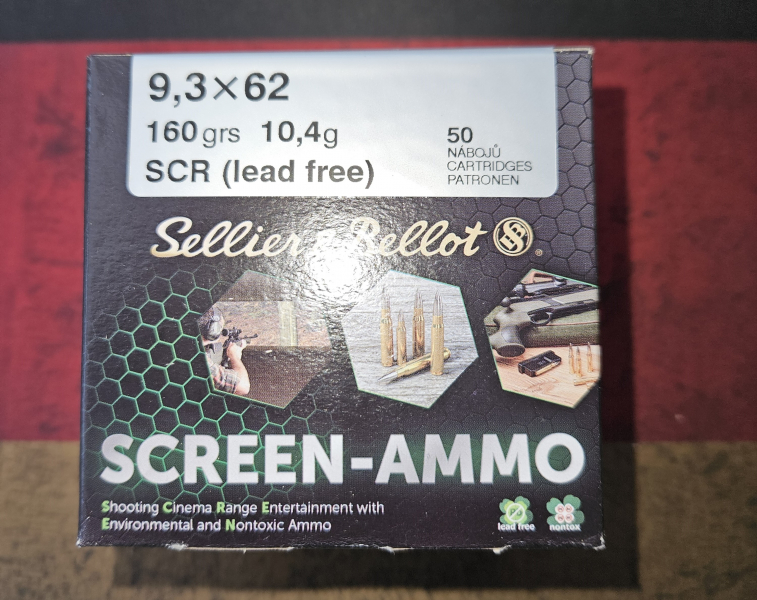 9,3×62
160 grs 10,4g
SCR (lead free)
50
NÁBOJŮ
CARTRIDGES
PATRONEN
Sellier & Bellot S&B ®
SCREEN-AMMO
Shooting Cinema Range Entertainment with
Environmental and Nontoxic Ammo
lead free
nontox